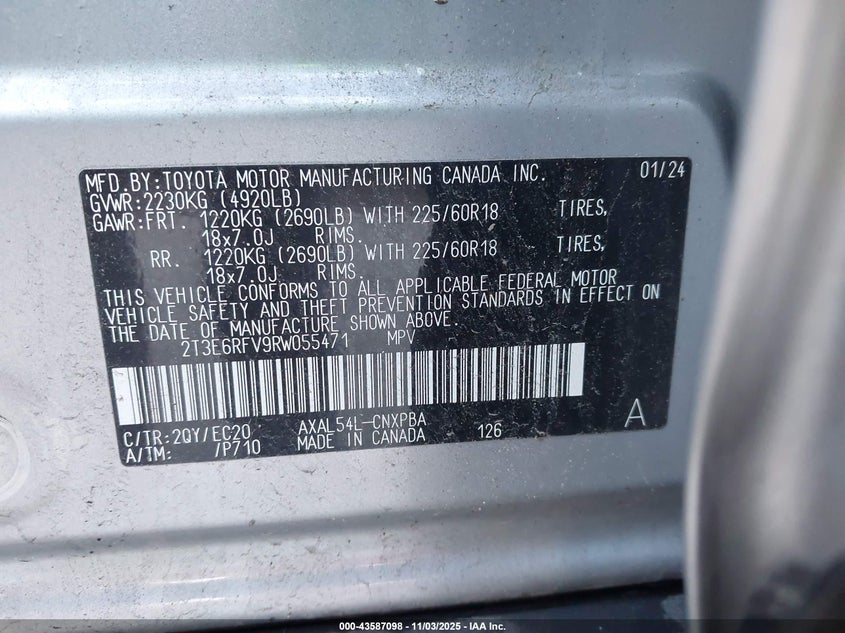 MFD.BY:TOYOTA MOTOR MANUFACTURING CANADA INC. 01/24
GVWR:2230KG (4920LB)
GAWR:FRT. 1220KG (2690LB) WITH 225/60R18 TIRES,
18x7.0J RIMS.
RR. 1220KG (2690LB) WITH 225/60R18 TIRES,
18x7.0J. RIMS.
THIS VEHICLE CONFORMS TO ALL APPLICABLE FEDERAL MOTOR
VEHICLE SAFETY AND THEFT PREVENTION STANDARDS IN EFFECT ON
THE DATE OF MANUFACTURE SHOWN ABOVE.
2T3E6RFV9RW055471 MPV
C/TR:2QY/EC20 AXAL54L-CNXPBA
A/TM: /P710 MADE IN CANADA 126 A
000-43587098 - 11/03/2025 - IAA Inc.